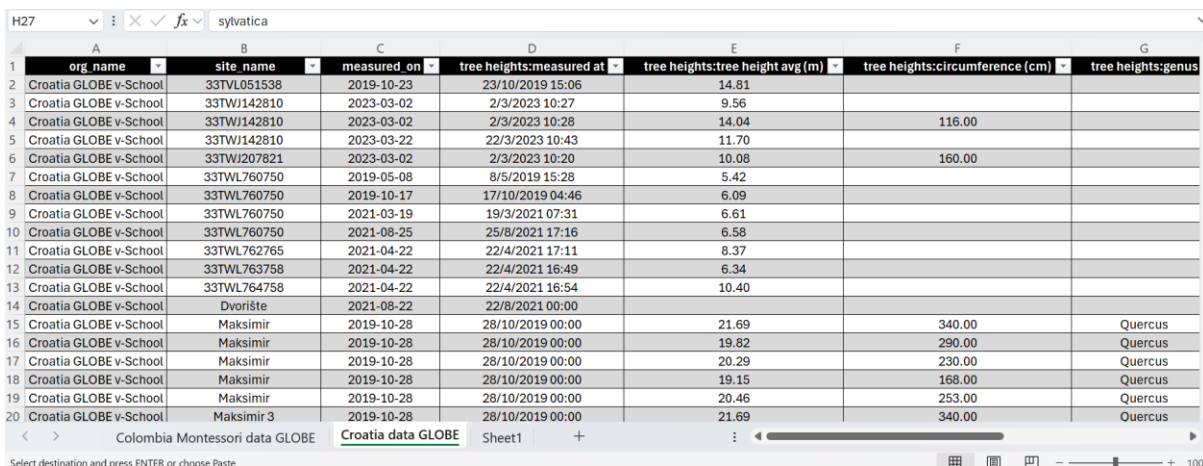 H27 fx sylvatica
A B C D E F G
1 org_name site_name measured_on tree heights:measured at tree heights:tree height avg (m) tree heights:circumference (cm) tree heights:genus
2 Croatia GLOBE v-School 33TVL051538 2019-10-23 23/10/2019 15:06 14.81
3 Croatia GLOBE v-School 33TWJ142810 2023-03-02 2/3/2023 10:27 9.56
4 Croatia GLOBE v-School 33TWJ142810 2023-03-02 2/3/2023 10:28 14.04 116.00
5 Croatia GLOBE v-School 33TWJ142810 2023-03-22 22/3/2023 10:43 11.70
6 Croatia GLOBE v-School 33TWJ207821 2023-03-02 2/3/2023 10:20 10.08 160.00
7 Croatia GLOBE v-School 33TWL760750 2019-05-08 8/5/2019 15:28 5.42
8 Croatia GLOBE v-School 33TWL760750 2019-10-17 17/10/2019 04:46 6.09
9 Croatia GLOBE v-School 33TWL760750 2021-03-19 19/3/2021 07:31 6.61
10 Croatia GLOBE v-School 33TWL760750 2021-08-25 25/8/2021 17:16 6.58
11 Croatia GLOBE v-School 33TWL762765 2021-04-22 22/4/2021 17:11 8.37
12 Croatia GLOBE v-School 33TWL763758 2021-04-22 22/4/2021 16:49 6.34
13 Croatia GLOBE v-School 33TWL764758 2021-04-22 22/4/2021 16:54 10.40
14 Croatia GLOBE v-School Dvorište 2021-08-22 22/8/2021 00:00
15 Croatia GLOBE v-School Maksimir 2019-10-28 28/10/2019 00:00 21.69 340.00 Quercus
16 Croatia GLOBE v-School Maksimir 2019-10-28 28/10/2019 00:00 19.82 290.00 Quercus
17 Croatia GLOBE v-School Maksimir 2019-10-28 28/10/2019 00:00 20.29 230.00 Quercus
18 Croatia GLOBE v-School Maksimir 2019-10-28 28/10/2019 00:00 19.15 168.00 Quercus
19 Croatia GLOBE v-School Maksimir 2019-10-28 28/10/2019 00:00 20.46 253.00 Quercus
20 Croatia GLOBE v-School Maksimir 3 2019-10-28 28/10/2019 00:00 21.69 340.00 Quercus
Colombia Montessori data GLOBE Croatia data GLOBE Sheet1
Select destination and press ENTER or choose Paste 100